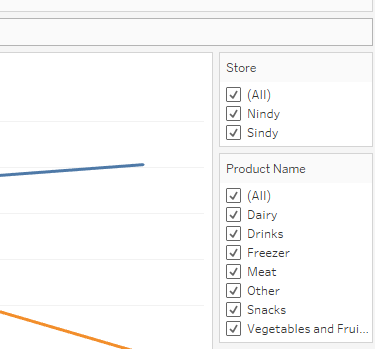 Store
(All)
Nindy
Sindy
Product Name
(All)
Dairy
Drinks
Freezer
Meat
Other
Snacks
Vegetables and Frui...